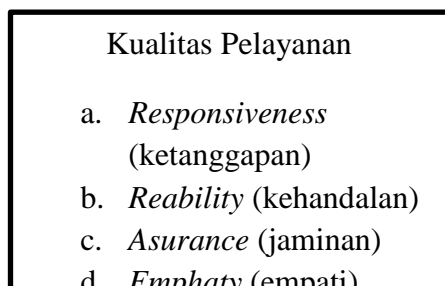 Kualitas Pelayanan
a. Responsiveness
(ketanggapan)
b. Reability (kehandalan)
c. Asurance (jaminan)
d. Emphaty (empati)